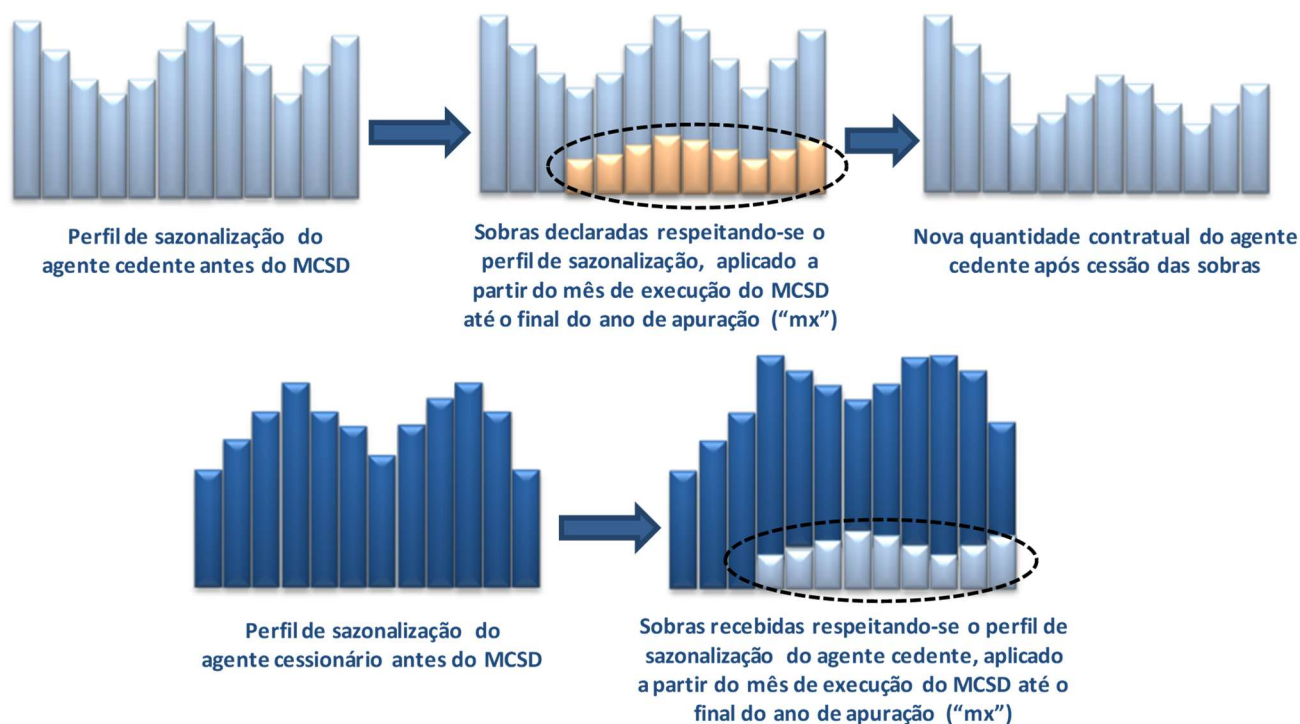 Perfil de sazonalização do
agente cedente antes do MCSD
Sobras declaradas respeitando-se o
perfil de sazonalização, aplicado a
partir do mês de execução do MCSD
até o final do ano de apuração ("mx")
Nova quantidade contratual do agente
cedente após cessão das sobras
Perfil de sazonalização do
agente cessionário antes do MCSD
Sobras recebidas respeitando-se o perfil de
sazonalização do agente cedente, aplicado
a partir do mês de execução do MCSD até o
final do ano de apuração ("mx")